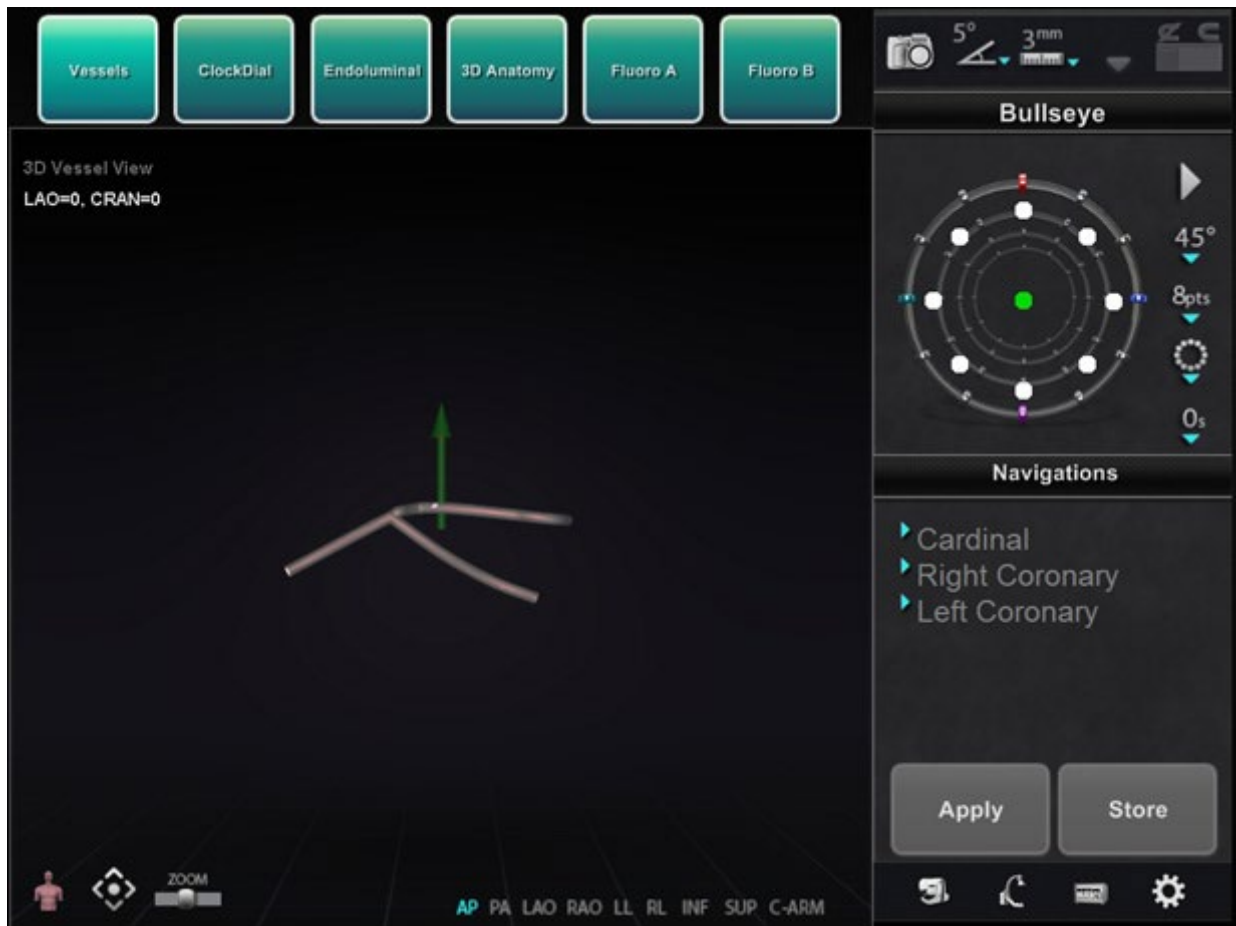 Vessels
ClockDial
Endoluminal
3D Anatomy
Fluoro A
Fluoro B
5°
3mm
Bullseye
3D Vessel View
LAO=0, CRAN=0
45°
8pts
0s
Navigations
Cardinal
Right Coronary
Left Coronary
Apply
Store
ZOOM
AP PA LAO RAO LL RL INF SUP C-ARM